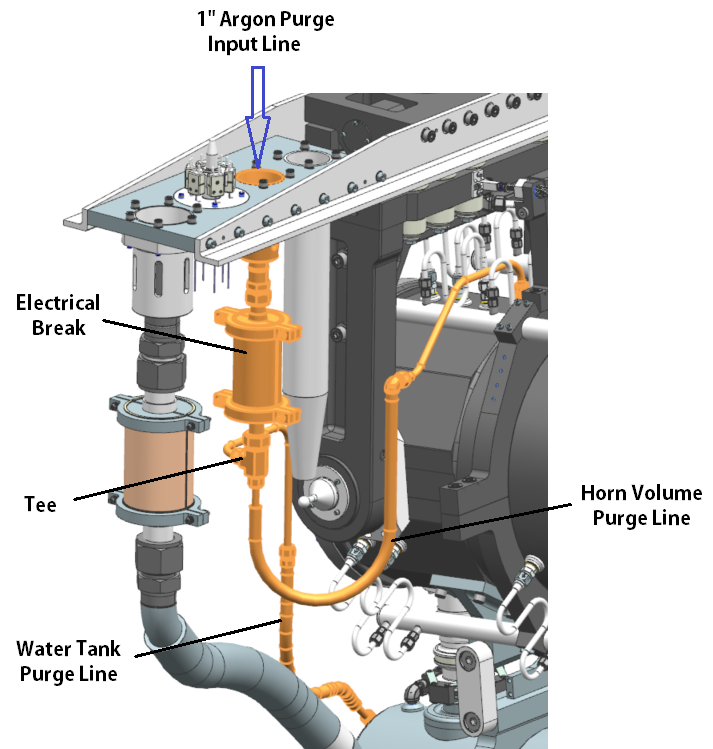 1" Argon Purge
Input Line
Electrical
Break
Tee
Horn Volume
Purge Line
Water Tank
Purge Line